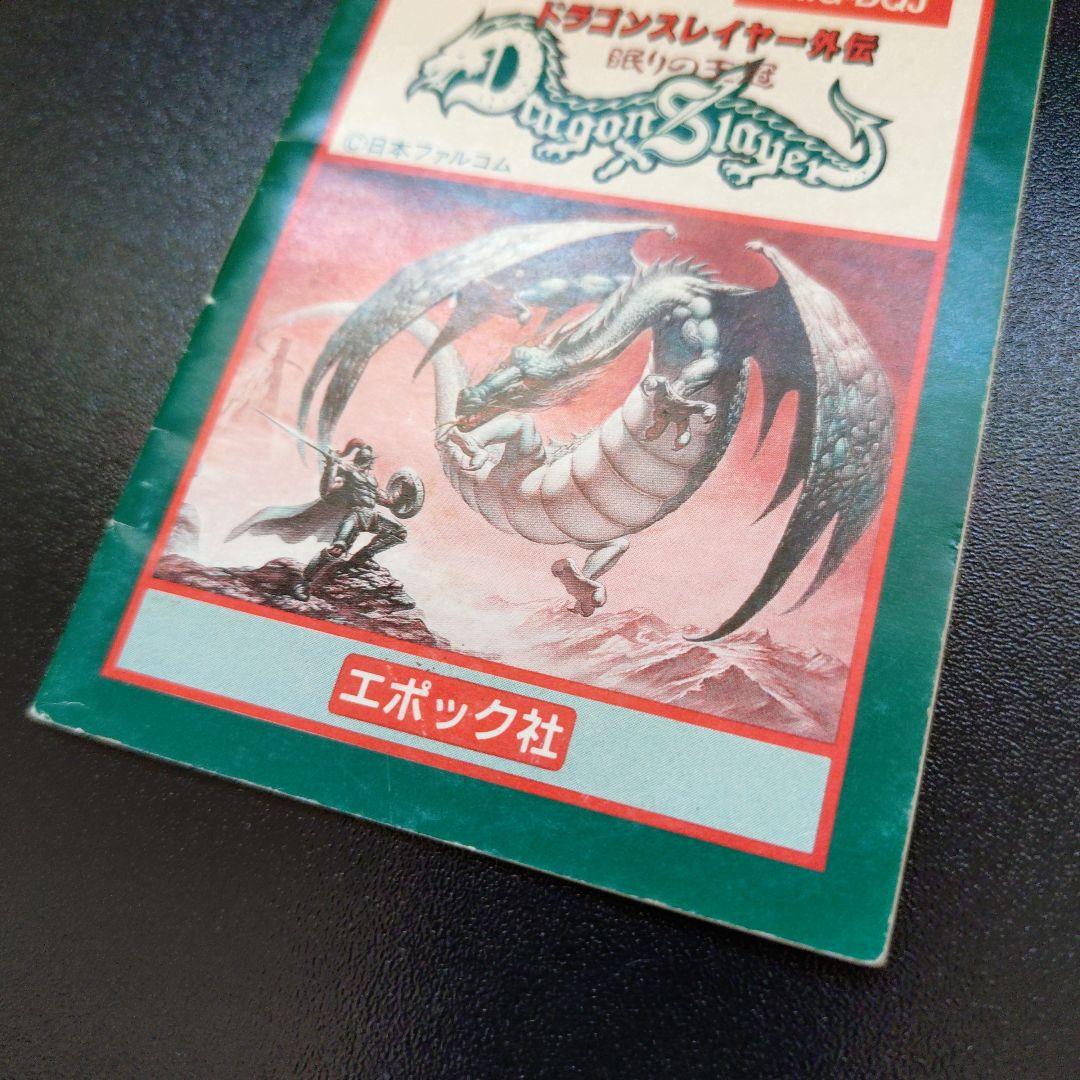 ドラゴンスレイヤー外伝
眠りの王冠
Dragon Slayer
©日本ファルコム
エポック社